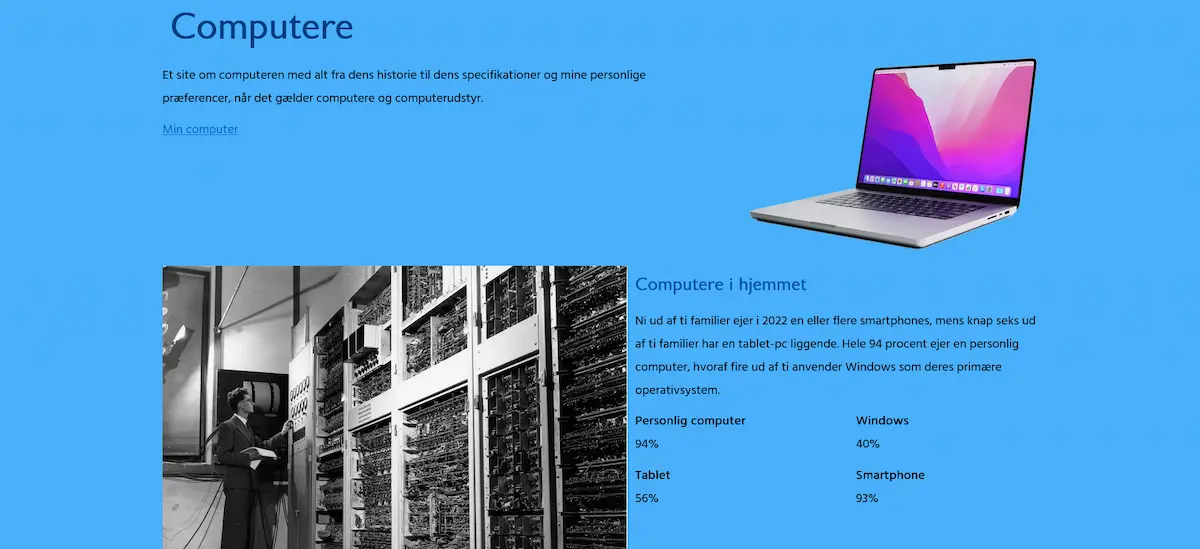 Computere
Et site om computeren med alt fra dens historie til dens specifikationer og mine personlige
præferencer, når det gælder computere og computerudstyr.
Min computer
Computere i hjemmet
Ni ud af ti familier ejer i 2022 en eller flere smartphones, mens knap seks ud
af ti familier har en tablet-pc liggende. Hele 94 procent ejer en personlig
computer, hvoraf fire ud af ti anvender Windows som deres primære
operativsystem.
Personlig computer
94%
Windows
40%
Tablet
56%
Smartphone
93%